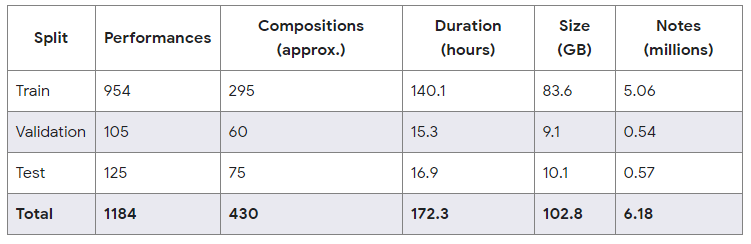 Split Performances Compositions (approx.) Duration (hours) Size (GB) Notes (millions)
Train 954 295 140.1 83.6 5.06
Validation 105 60 15.3 9.1 0.54
Test 125 75 16.9 10.1 0.57
Total 1184 430 172.3 102.8 6.18